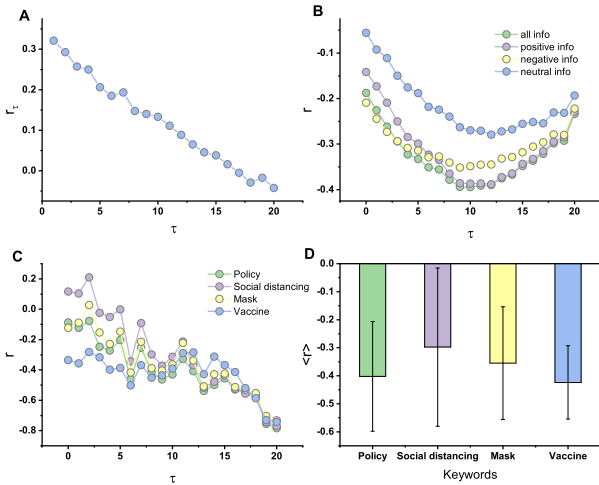 A
0.3
0.2
0.1
0.0
r_τ
0 5 10 15 20
τ
B
all info
positive info
negative info
neutral info
-0.1
-0.2
-0.3
-0.4
r
0 5 10 15 20
τ
C
Policy
Social distancing
Mask
Vaccine
0.2
0.0
-0.2
-0.4
-0.6
-0.8
r
0 5 10 15 20
τ
D
0.0
-0.1
-0.2
-0.3
-0.4
-0.5
-0.6
<r>
Policy Social distancing Mask Vaccine
Keywords